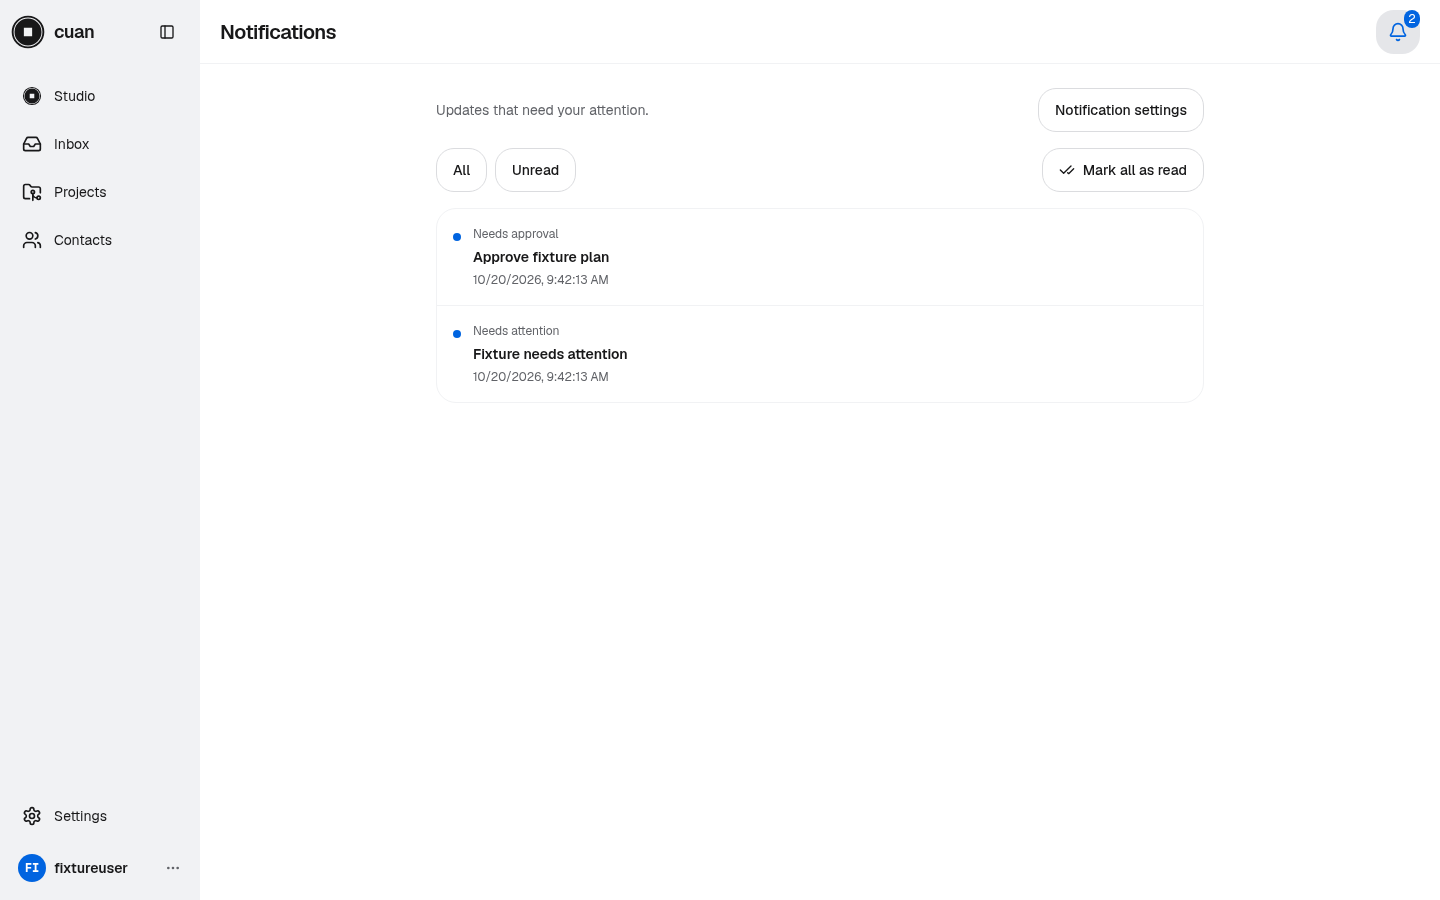 cuan
Notifications
2
Studio
Inbox
Projects
Contacts
Updates that need your attention.
Notification settings
All
Unread
Mark all as read
Needs approval
Approve fixture plan
10/20/2026, 9:42:13 AM
Needs attention
Fixture needs attention
10/20/2026, 9:42:13 AM
Settings
FI
fixtureuser